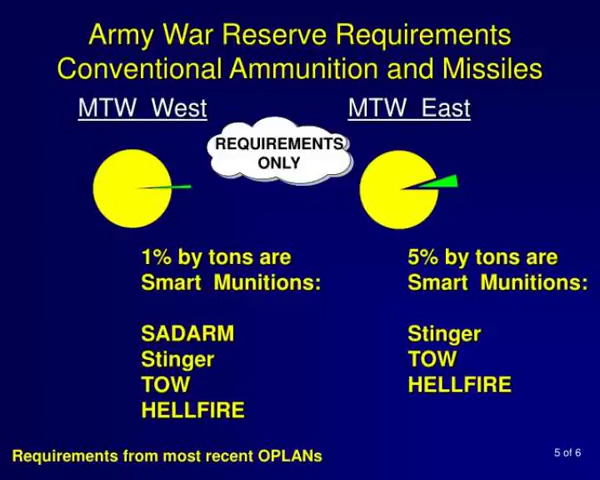 Army War Reserve Requirements
Conventional Ammunition and Missiles
MTW West
MTW East
REQUIREMENTS
ONLY
1% by tons are
Smart Munitions:
SADARM
Stinger
TOW
HELLFIRE
5% by tons are
Smart Munitions:
Stinger
TOW
HELLFIRE
Requirements from most recent OPLANs
5 of 6